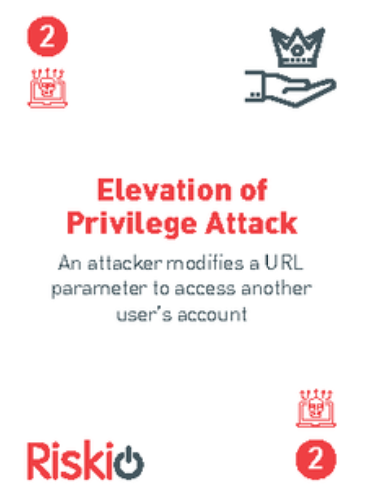 2
Elevation of
Privilege Attack
An attacker modifies a URL
parameter to access another
user's account
Riskio
2